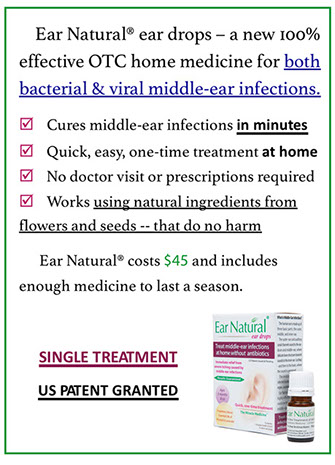 Ear Natural® ear drops – a new 100%
effective OTC home medicine for both
bacterial & viral middle-ear infections.
☑ Cures middle-ear infections in minutes
☑ Quick, easy, one-time treatment at home
☑ No doctor visit or prescriptions required
☑ Works using natural ingredients from
flowers and seeds -- that do no harm
Ear Natural® costs $45 and includes
enough medicine to last a season.
SINGLE TREATMENT
US PATENT GRANTED
Ear Natural®
ear drops
Treat middle-ear infections
at home without antibiotics
Ear Natural